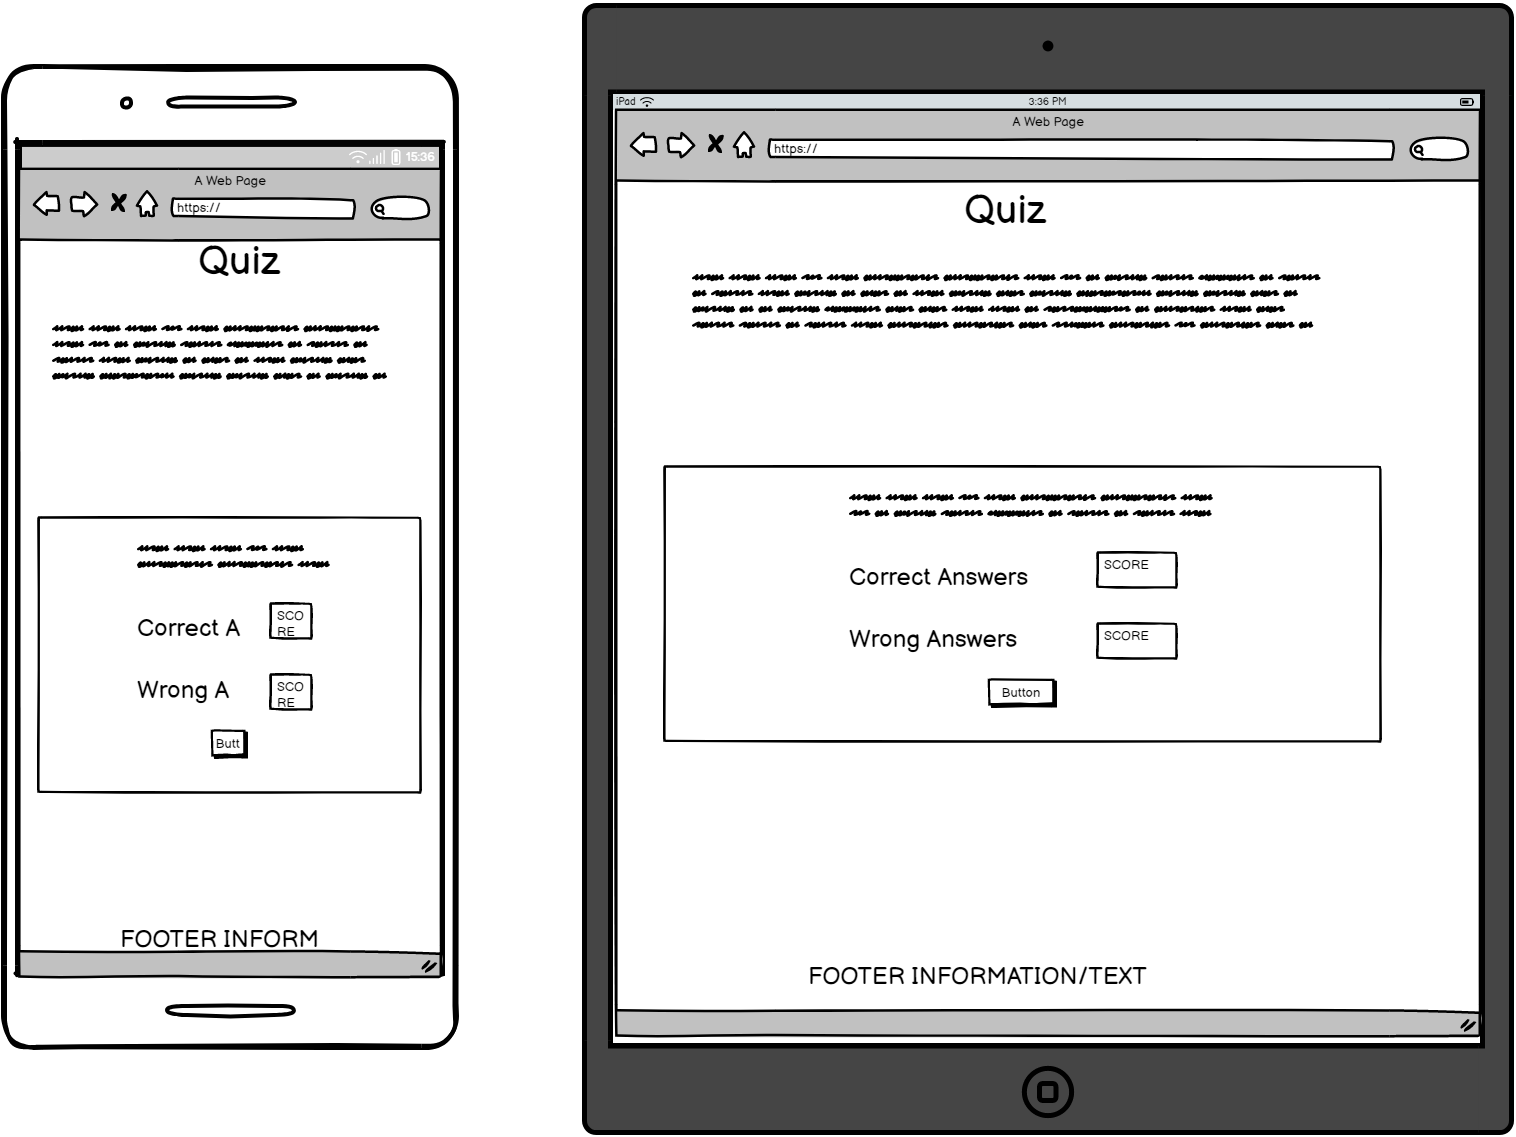 15:36
A Web Page
https://
Quiz
Correct A
SCO
RE
Wrong A
SCO
RE
Butt
FOOTER INFORM
iPad
3:36 PM
A Web Page
https://
Quiz
Correct Answers
SCORE
Wrong Answers
SCORE
Button
FOOTER INFORMATION/TEXT